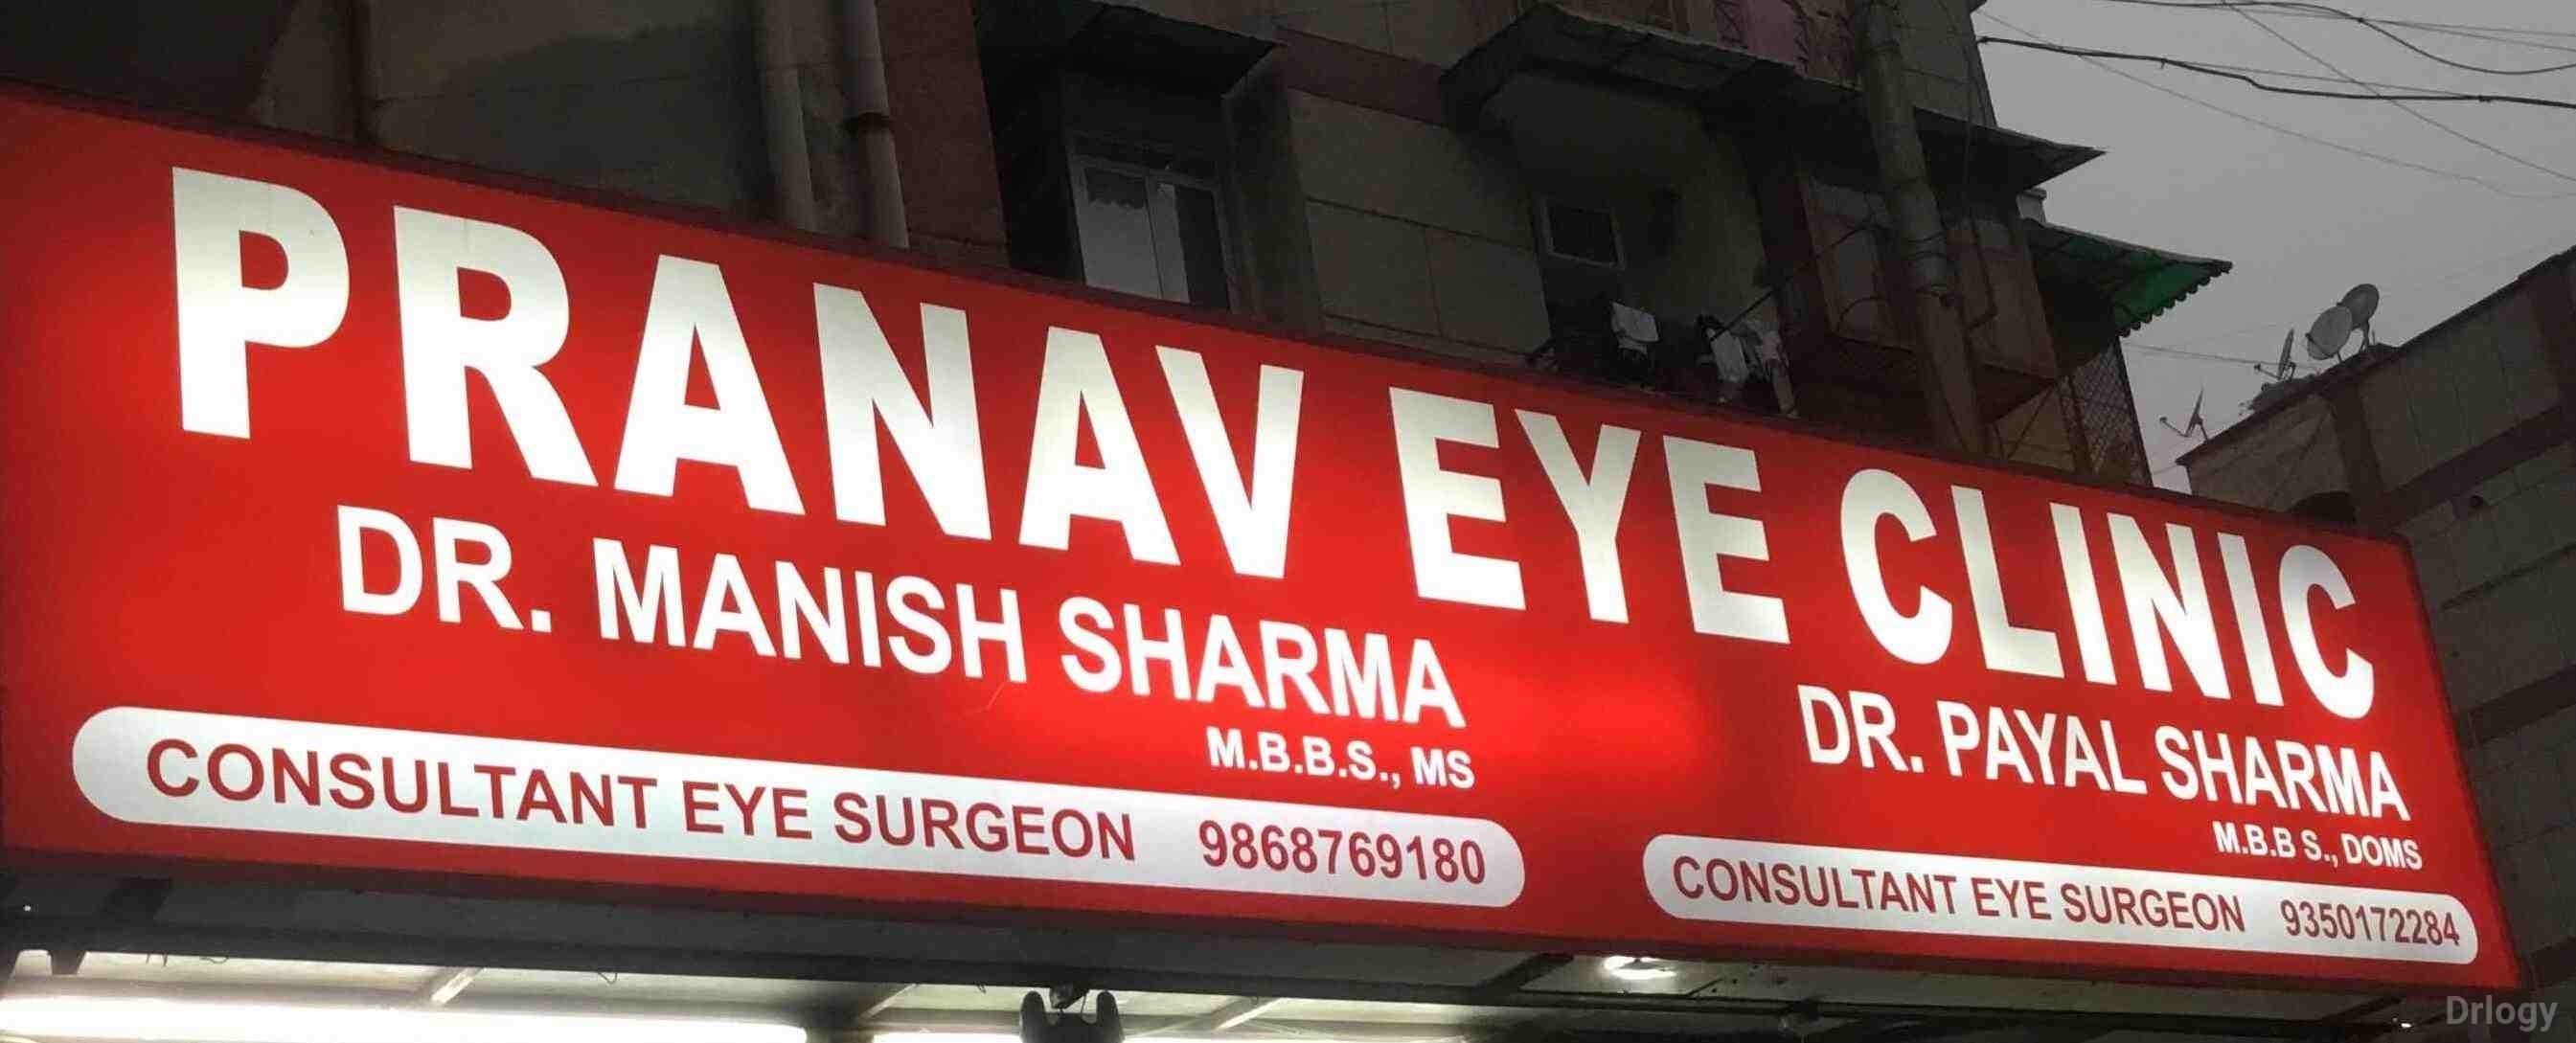 PRANAV EYE CLINIC
DR. MANISH SHARMA
M.B.B.S., MS
CONSULTANT EYE SURGEON 9868769180
DR. PAYAL SHARMA
M.B.B S., DOMS
CONSULTANT EYE SURGEON 9350172284
Drlogy